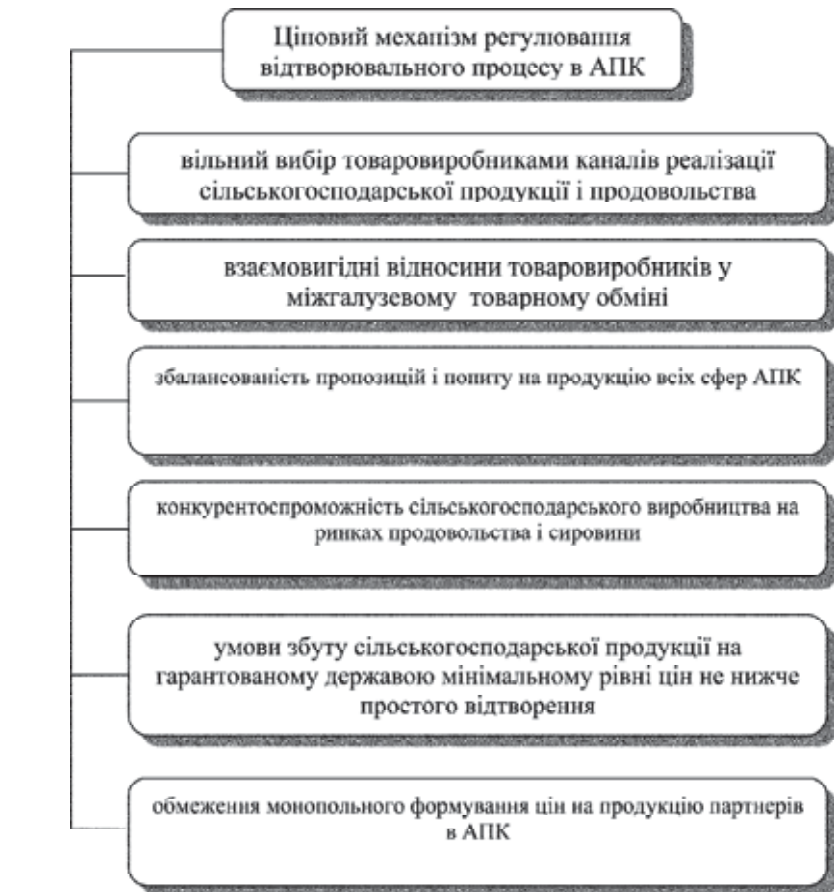 Ціновий механізм регулювання
відтворювального процесу в АПК
вільний вибір товаровиробниками каналів реалізації
сільськогосподарської продукції і продовольства
взаємовигідні відносини товаровиробників у
міжгалузевому товарному обміні
збалансованість пропозицій і попиту на продукцію всіх сфер АПК
конкурентоспроможність сільськогосподарського виробництва на
ринках продовольства і сировини
умови збуту сільськогосподарської продукції на
гарантованому державою мінімальному рівні цін не нижче
простого відтворення
обмеження монопольного формування цін на продукцію партнерів
в АПК